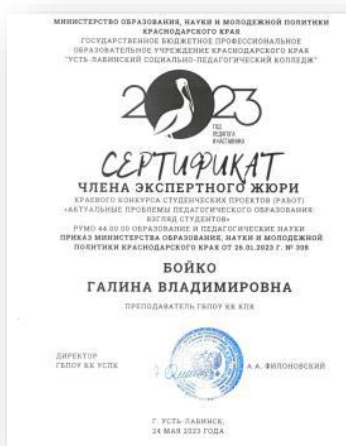 МИНИСТЕРСТВО ОБРАЗОВАНИЯ, НАУКИ И МОЛОДЕЖНОЙ ПОЛИТИКИ
КРАСНОДАРСКОГО КРАЯ
ГОСУДАРСТВЕННОЕ БЮДЖЕТНОЕ ПРОФЕССИОНАЛЬНОЕ
ОБРАЗОВАТЕЛЬНОЕ УЧРЕЖДЕНИЕ КРАСНОДАРСКОГО КРАЯ
"УСТЬ-ЛАБИНСКИЙ СОЦИАЛЬНО-ПЕДАГОГИЧЕСКИЙ КОЛЛЕДЖ"
2023
ГОД
ПЕДАГОГА
И НАСТАВНИКА
СЕРТИФИКАТ
ЧЛЕНА ЭКСПЕРТНОГО ЖЮРИ
КРАЕВОГО КОНКУРСА СТУДЕНЧЕСКИХ ПРОЕКТОВ (РАБОТ)
«АКТУАЛЬНЫЕ ПРОБЛЕМЫ ПЕДАГОГИЧЕСКОГО ОБРАЗОВАНИЯ:
ВЗГЛЯД СТУДЕНТОВ»
РУМО 44.00.00 ОБРАЗОВАНИЕ И ПЕДАГОГИЧЕСКИЕ НАУКИ
ПРИКАЗ МИНИСТЕРСТВА ОБРАЗОВАНИЯ, НАУКИ И МОЛОДЕЖНОЙ
ПОЛИТИКИ КРАСНОДАРСКОГО КРАЯ ОТ 26.01.2023 Г. № 308
БОЙКО
ГАЛИНА ВЛАДИМИРОВНА
ПРЕПОДАВАТЕЛЬ ГБПОУ КК КПК
ДИРЕКТОР
ГБПОУ КК УСПК
А.А. ФИЛОНОВСКИЙ
Г. УСТЬ-ЛАБИНСК,
24 МАЯ 2023 ГОДА